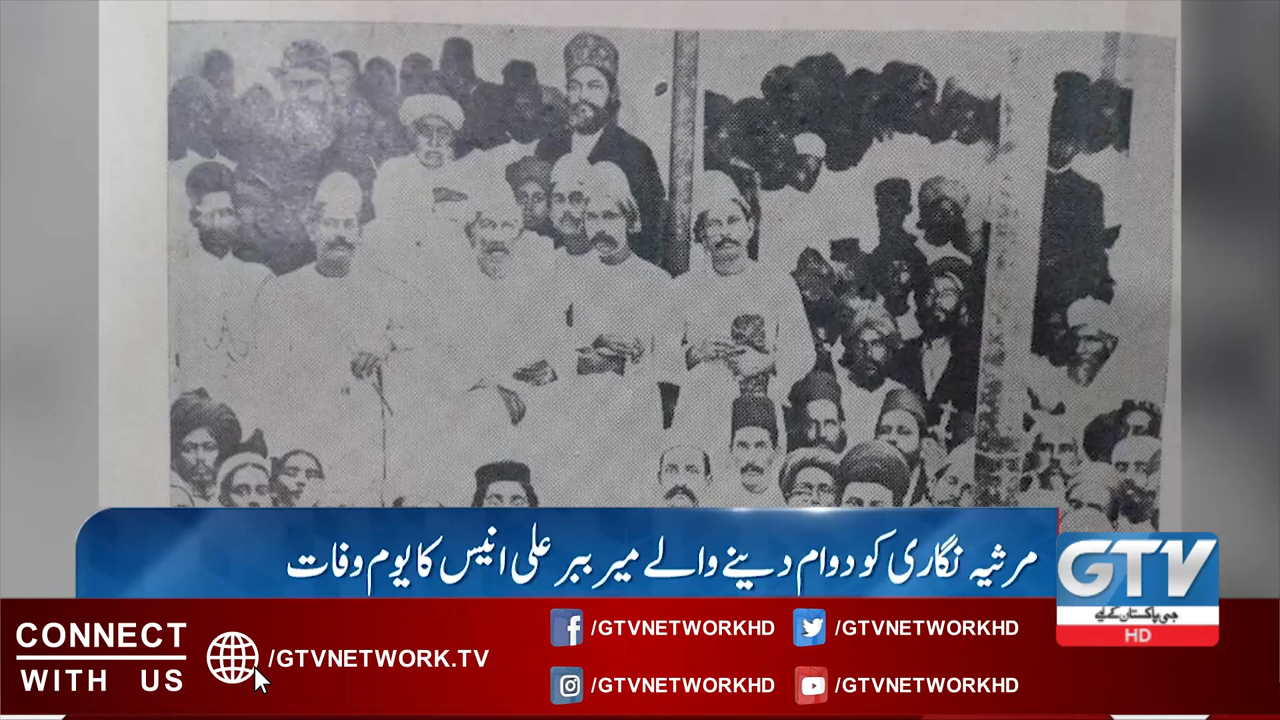 مرثیہ نگاری کو دوام دینے والے میر ببر علی انیس کا یوم وفات
GTV
جی پاکستان کے لیے
HD
CONNECT
WITH US
/GTVNETWORK.TV
/GTVNETWORKHD
/GTVNETWORKHD
/GTVNETWORKHD
/GTVNETWORKHD